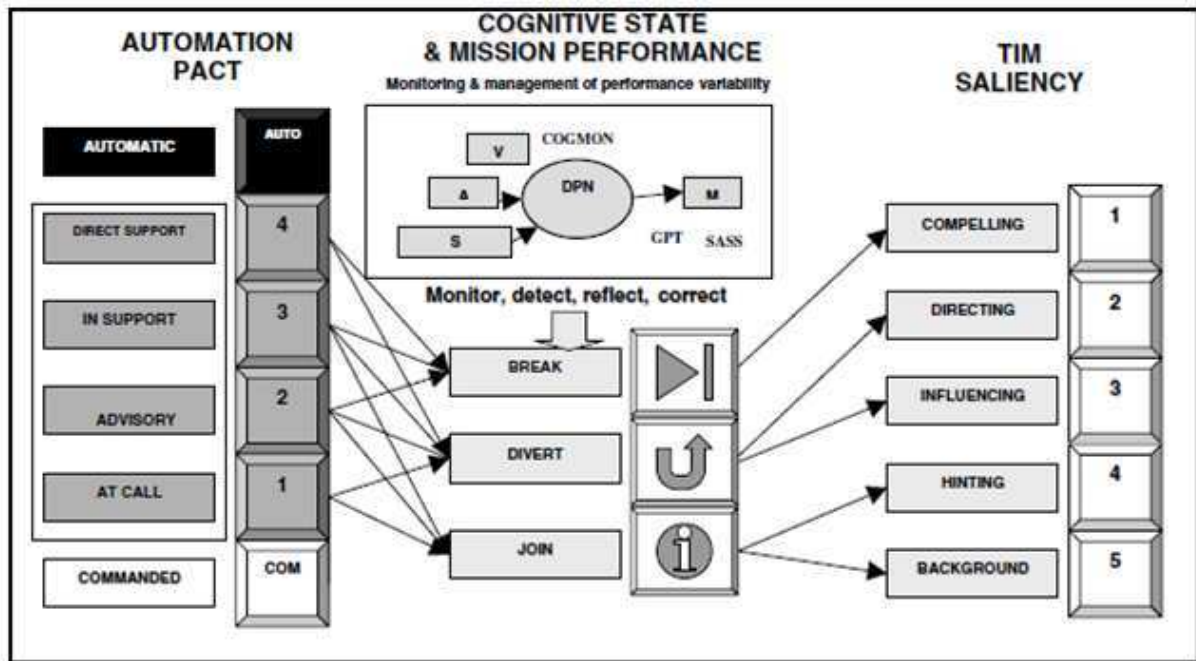 AUTOMATION
PACT
COGNITIVE STATE
& MISSION PERFORMANCE
Monitoring & management of performance variability
TIM
SALIENCY
AUTOMATIC
AUTO
DIRECT SUPPORT
4
IN SUPPORT
3
ADVISORY
2
AT CALL
1
COMMANDED
COM
V
COGMON
A
DPN
M
S
GPT
SASS
Monitor, detect, reflect, correct
BREAK
DIVERT
JOIN
i
COMPELLING
1
DIRECTING
2
INFLUENCING
3
HINTING
4
BACKGROUND
5